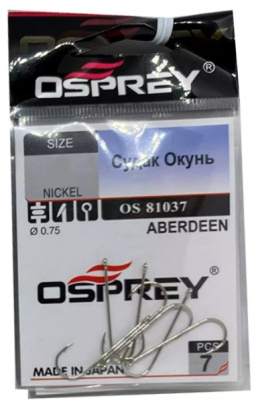 OSPREY®
SIZE
Судак Окунь
NICKEL
OS 81037
Ø 0.75
ABERDEEN
OSPREY®
PCS
MADE IN JAPAN
7